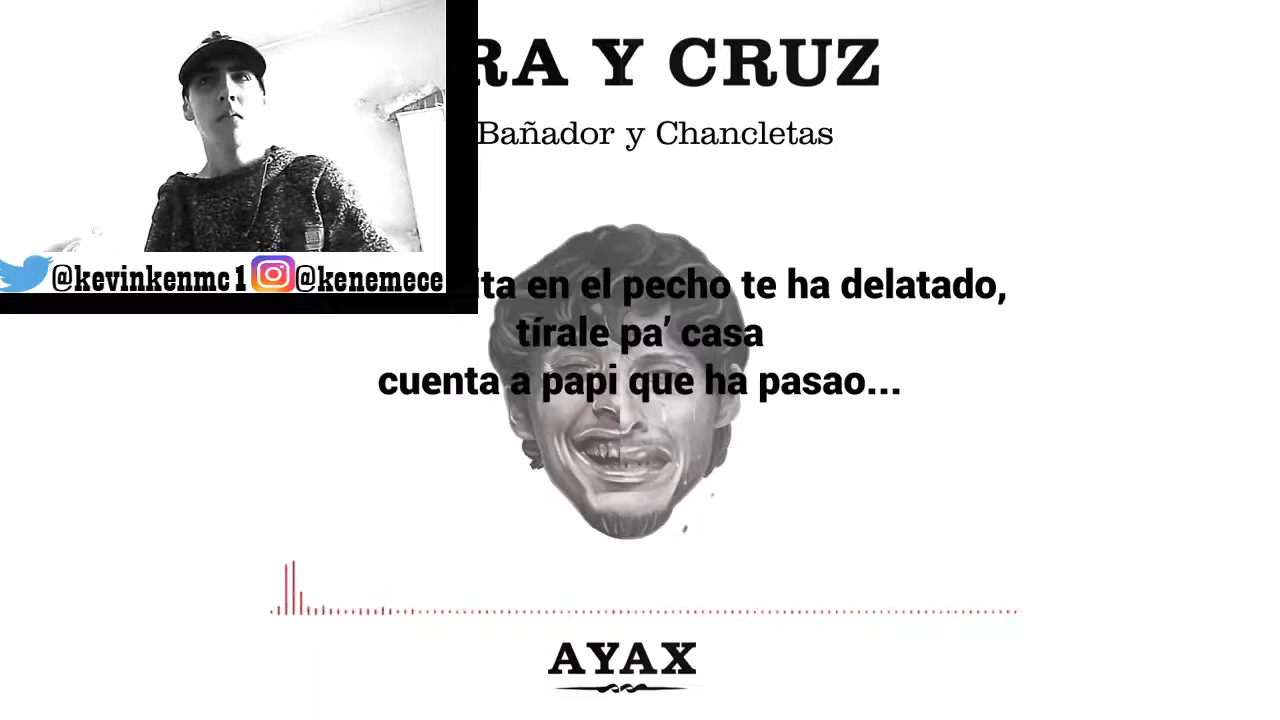 RA Y CRUZ
Bañador y Chancletas
@kevinkenmc1 @kenemece
ita en el pecho te ha delatado,
tírale pa’ casa
cuenta a papi que ha pasao...
AYAX